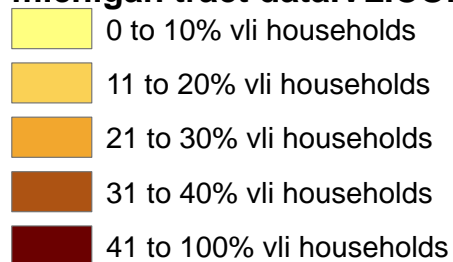 0 to 10% vli households
11 to 20% vli households
21 to 30% vli households
31 to 40% vli households
41 to 100% vli households